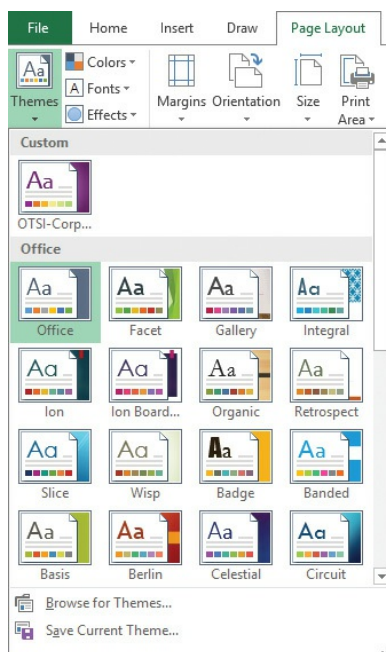 File Home Insert Draw Page Layout
Aa Colors
A Fonts
Themes Effects Margins Orientation Size Print
Area
Custom
Aa
OTSI-Corp...
Office
Aa Aa Aa Aa
Office Facet Gallery Integral
Aa Aa Aa Aa
Ion Ion Board... Organic Retrospect
Aa Aa Aa Aa
Slice Wisp Badge Banded
Aa Aa Aa Aa
Basis Berlin Celestial Circuit
Browse for Themes...
Save Current Theme...